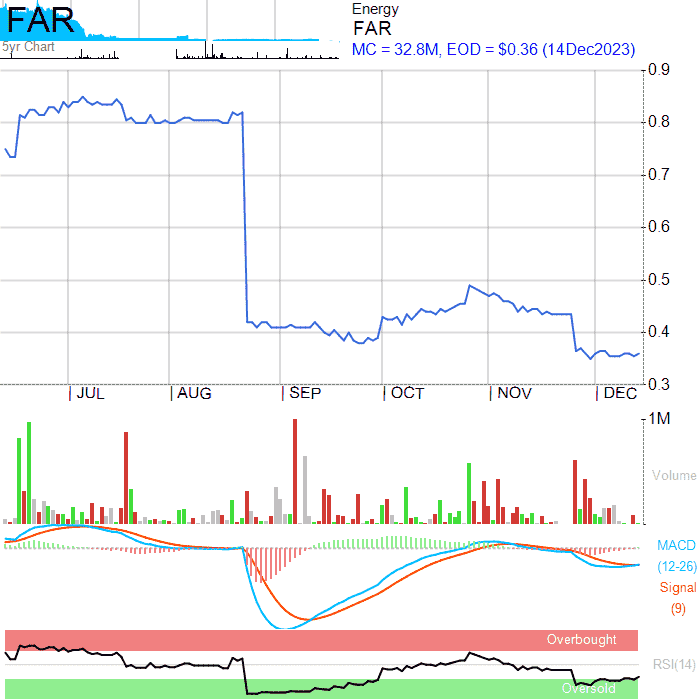 FAR
5yr Chart
Energy
FAR
MC = 32.8M, EOD = $0.36 (14Dec2023)
0.9
0.8
0.7
0.6
0.5
0.4
0.3
JUL AUG SEP OCT NOV DEC
1M
Volume
MACD
(12-26)
Signal
(9)
Overbought
RSI(14)
Oversold